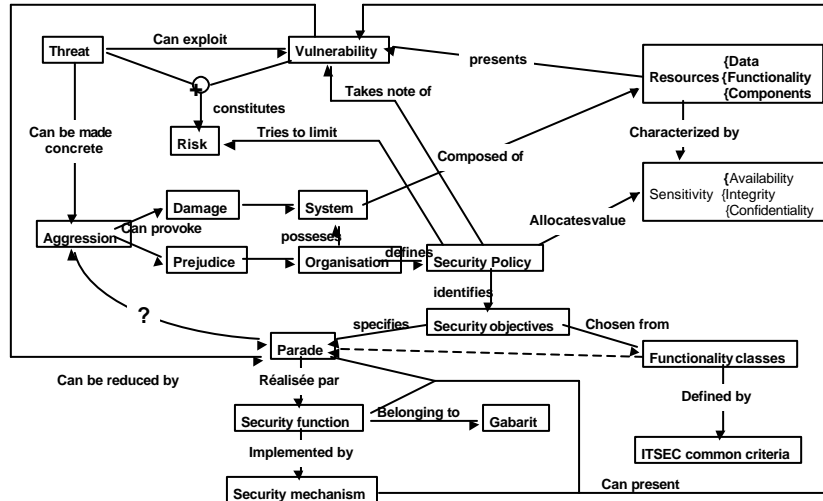 Threat
Can exploit
Vulnerability
presents
{Data
Resources {Functionality
{Components
+
constitutes
Takes note of
Can be made
concrete
Risk
Tries to limit
Composed of
Characterized by
{Availability
Sensitivity {Integrity
{Confidentiality
Damage
System
Can provoke
Allocatesvalue
Aggression
posseses
Prejudice
Organisation
defines
Security Policy
identifies
?
specifies
Security objectives
Chosen from
Parade
Functionality classes
Can be reduced by
Réalisée par
Defined by
Security function
Belonging to
Gabarit
Implemented by
ITSEC common criteria
Security mechanism
Can present